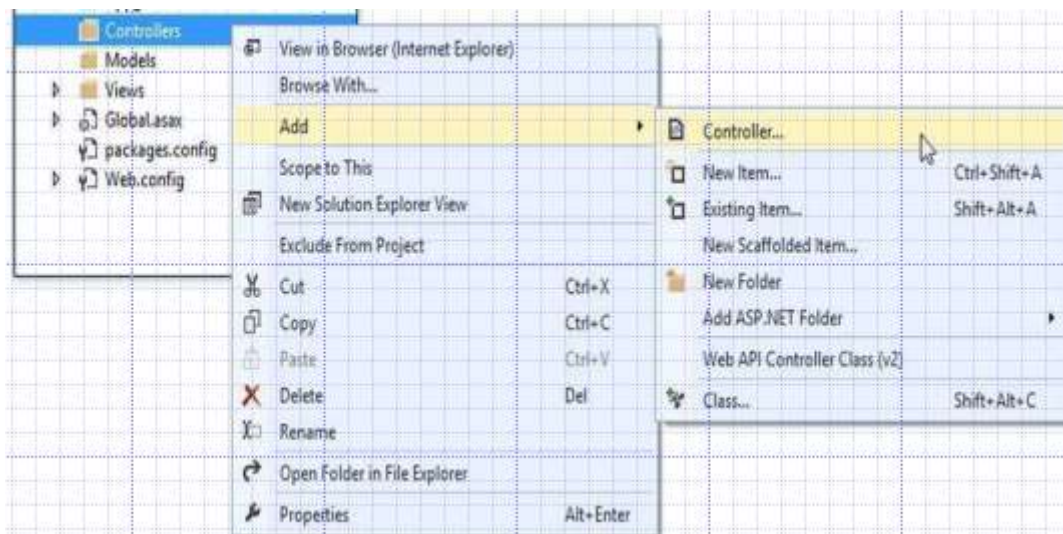 Controllers
Models
Views
Global.asax
packages.config
Web.config
View in Browser (Internet Explorer)
Browse With...
Add
Scope to This
New Solution Explorer View
Exclude From Project
Cut Ctrl+X
Copy Ctrl+C
Paste Ctrl+V
Delete Del
Rename
Open Folder in File Explorer
Properties Alt+Enter
Controller...
New Item... Ctrl+Shift+A
Existing Item... Shift+Alt+A
New Scaffolded Item...
New Folder
Add ASP.NET Folder
Web API Controller Class (v2)
Class... Shift+Alt+C